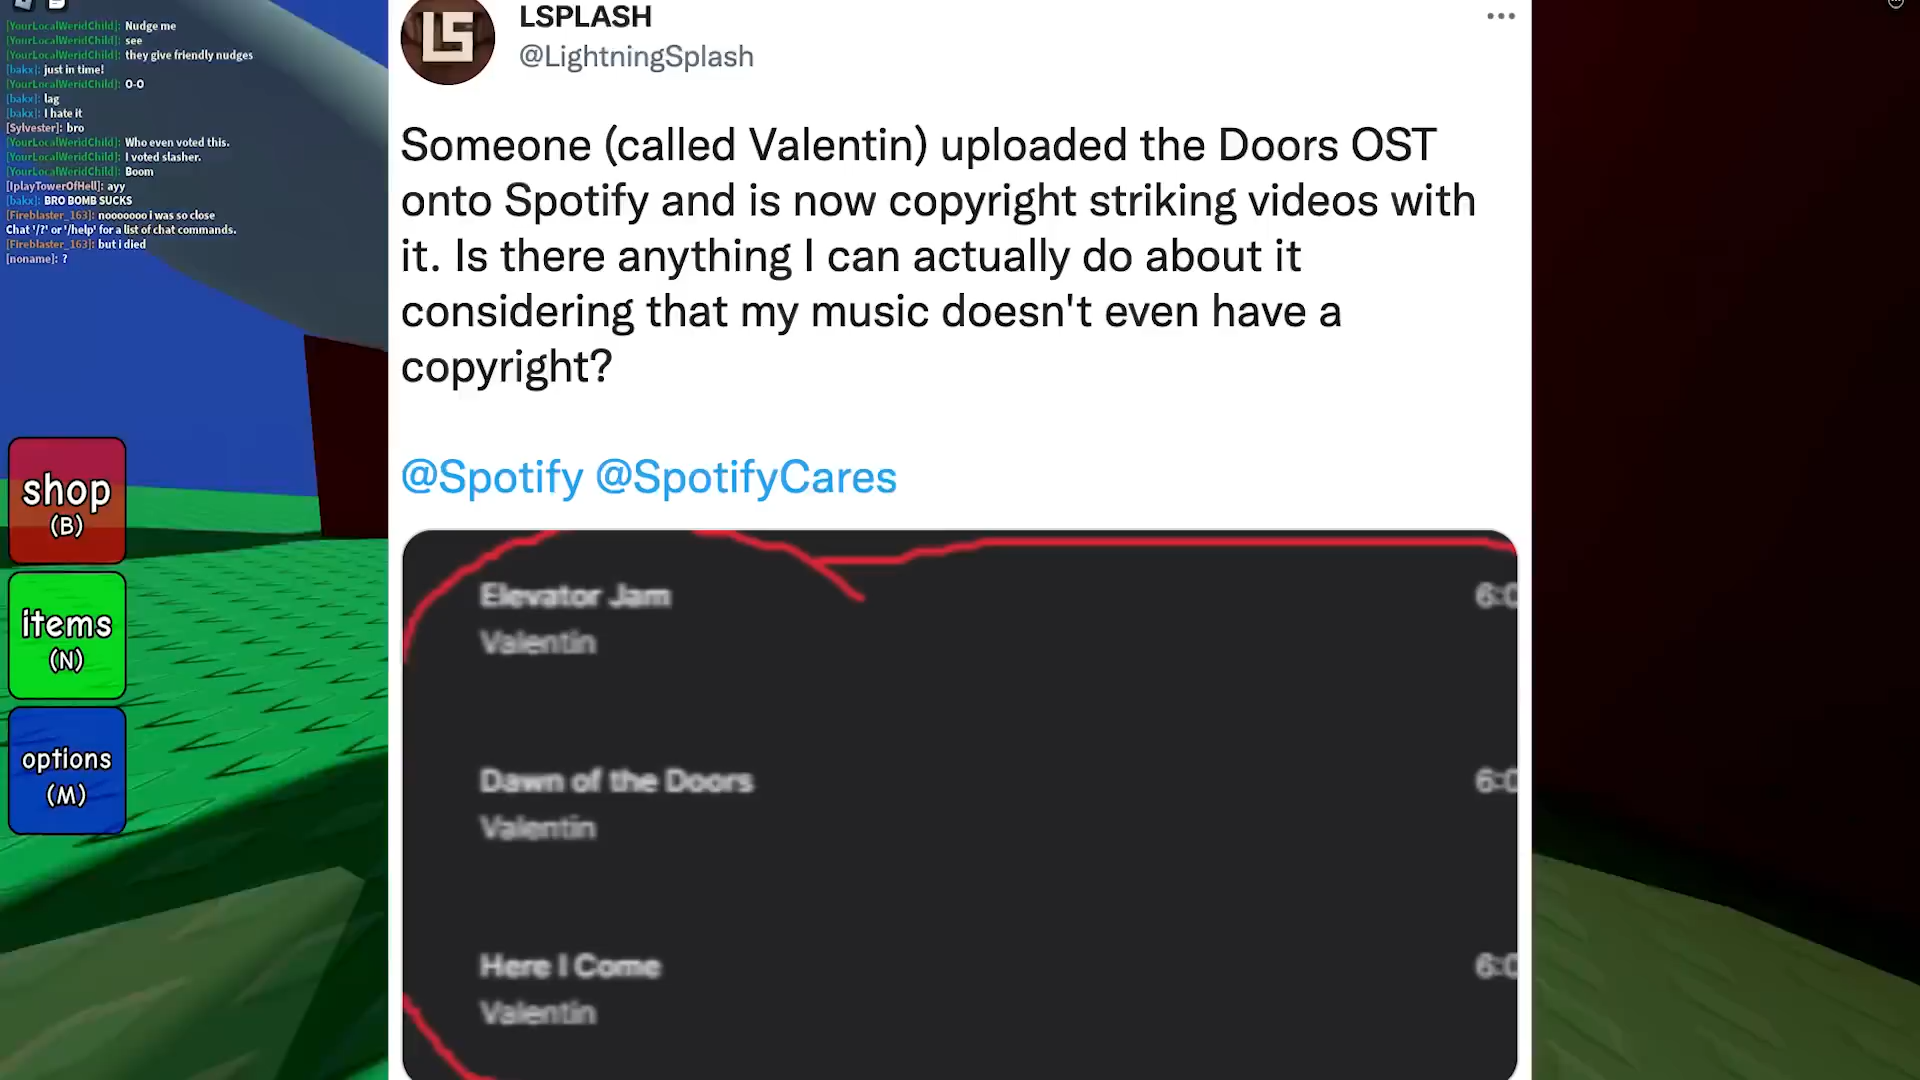 [YourLocalWeridChild]: Nudge me
[YourLocalWeridChild]: see
[YourLocalWeridChild]: they give friendly nudges
[bakx]: just in time!
[YourLocalWeridChild]: O-O
[bakx]: lag
[bakx]: I hate it
[Sylvester]: bro
[YourLocalWeridChild]: Who even voted this.
[YourLocalWeridChild]: I voted slasher.
[YourLocalWeridChild]: Boom
[IplayTowerOfHell]: ayy
[bakx]: BRO BOMB SUCKS
[Fireblaster_163]: nooooooo i was so close
Chat '/?' or '/help' for a list of chat commands.
[Fireblaster_163]: but i died
[noname]: ?
shop
(B)
items
(N)
options
(M)
LS
LSPLASH
@LightningSplash
Someone (called Valentin) uploaded the Doors OST
onto Spotify and is now copyright striking videos with
it. Is there anything I can actually do about it
considering that my music doesn't even have a
copyright?
@Spotify @SpotifyCares
Elevator Jam
Valentin
Dawn of the Doors
Valentin
Here I Come
Valentin